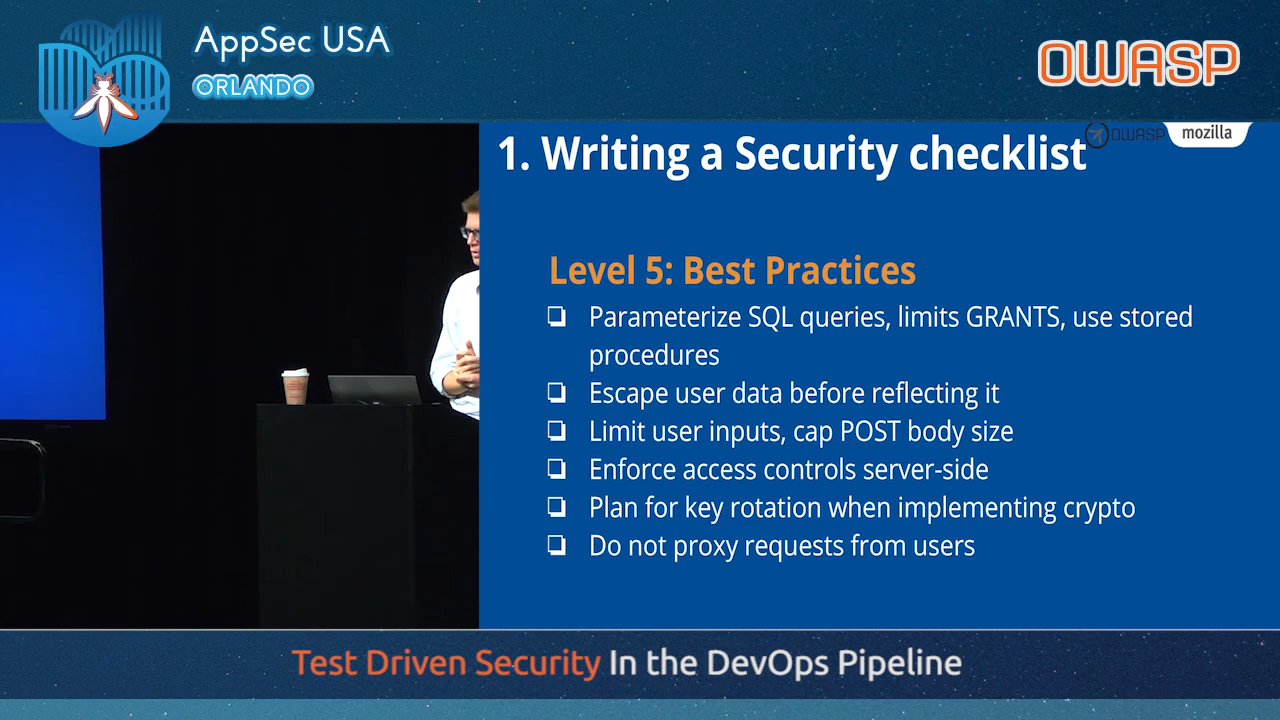 AppSec USA
ORLANDO
OWASP
OWASP
mozilla
1. Writing a Security checklist
Level 5: Best Practices
❏ Parameterize SQL queries, limits GRANTS, use stored
procedures
❏ Escape user data before reflecting it
❏ Limit user inputs, cap POST body size
❏ Enforce access controls server-side
❏ Plan for key rotation when implementing crypto
❏ Do not proxy requests from users
Test Driven Security In the DevOps Pipeline